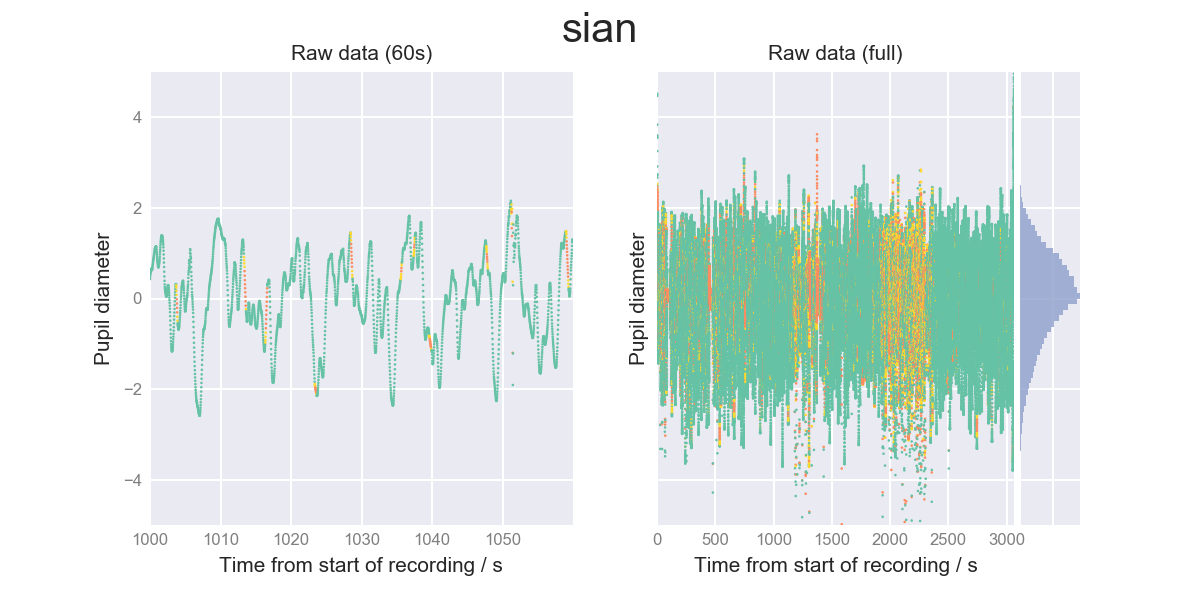 sian
Raw data (60s)
Raw data (full)
Pupil diameter
4
2
0
−2
−4
1000 1010 1020 1030 1040 1050
Time from start of recording / s
Pupil diameter
0 500 1000 1500 2000 2500 3000
Time from start of recording / s